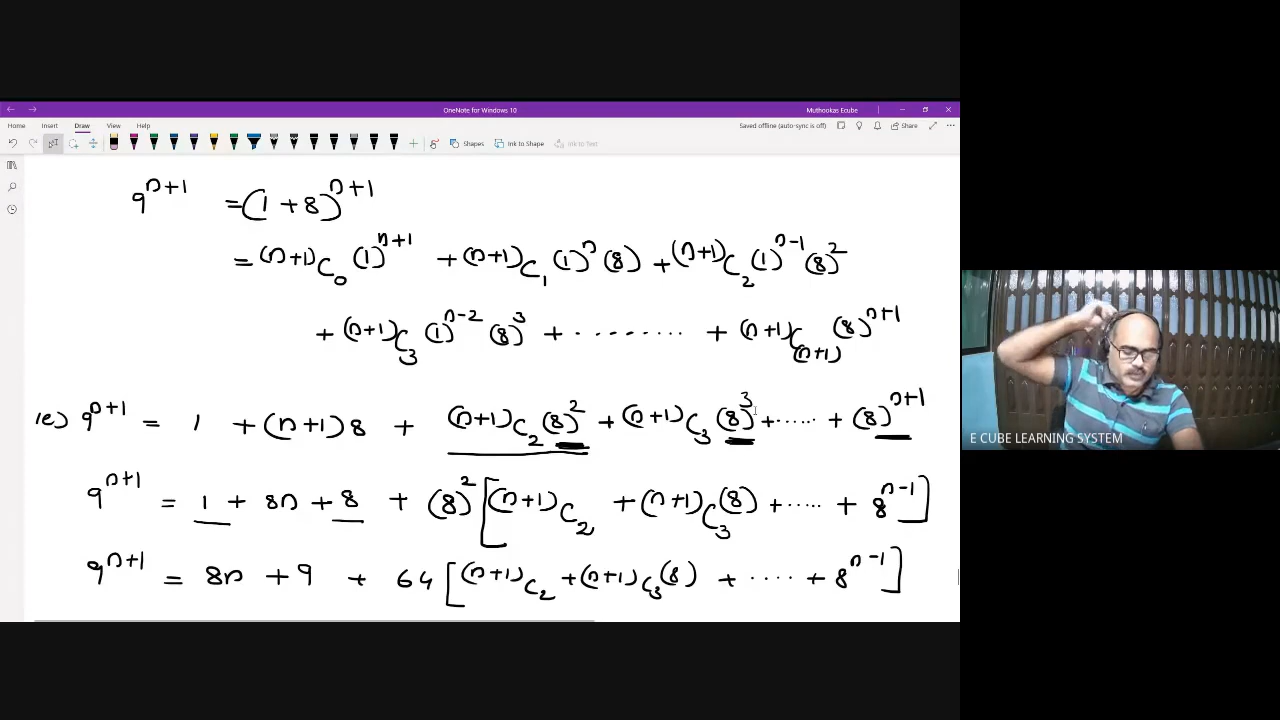 OneNote for Windows 10
Muthookas Ecube
Home Insert Draw View Help
Saved offline (auto-sync is off) Share
Shapes Ink to Shape Ink to Text
9^{n+1} = (1 + 8)^{n+1}
= (n+1)C_0 (1)^{n+1} + (n+1)C_1 (1)^n (8) + (n+1)C_2 (1)^{n-1} (8)^2
+ (n+1)C_3 (1)^{n-2} (8)^3 + ........ + (n+1)C_{(n+1)} (8)^{n+1}
ie) 9^{n+1} = 1 + (n+1)8 + (n+1)C_2 (8)^2 + (n+1)C_3 (8)^3 + ...... + (8)^{n+1}
9^{n+1} = 1 + 8n + 8 + (8)^2 [(n+1)C_2 + (n+1)C_3 (8) + ..... + 8^{n-1}]
9^{n+1} = 8n + 9 + 64 [(n+1)C_2 + (n+1)C_3 (8) + .... + 8^{n-1}]
E CUBE LEARNING SYSTEM